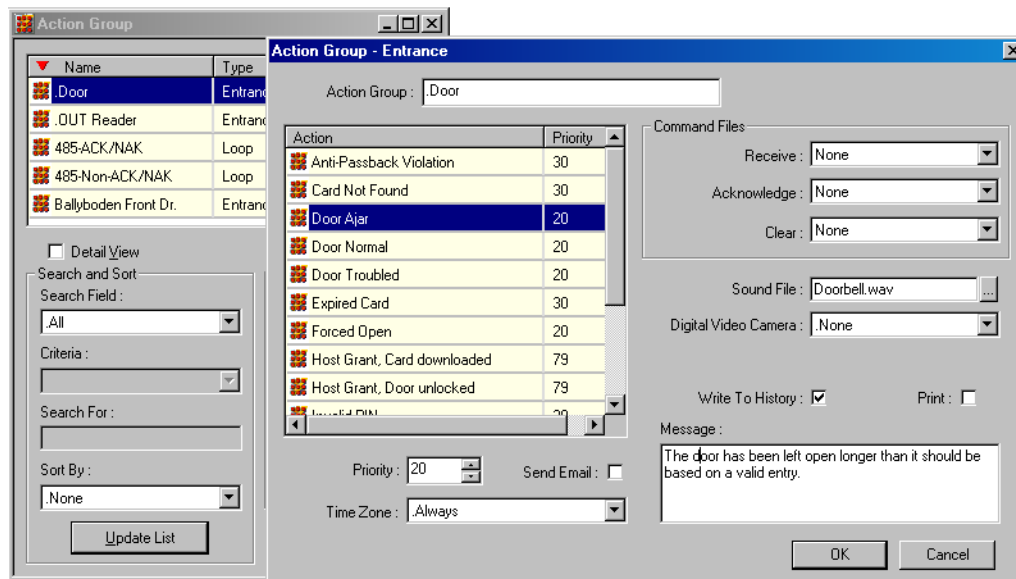 Action Group
Name Type
.Door Entranc
.OUT Reader Entranc
485-ACK/NAK Loop
485-Non-ACK/NAK Loop
Ballyboden Front Dr. Entranc
Detail View
Search and Sort
Search Field :
.All
Criteria :
Search For :
Sort By :
.None
Update List
Action Group - Entrance
Action Group : .Door
Action Priority
Anti-Passback Violation 30
Card Not Found 30
Door Ajar 20
Door Normal 20
Door Troubled 20
Expired Card 30
Forced Open 20
Host Grant, Card downloaded 79
Host Grant, Door unlocked 79
Priority : 20
Send Email :
Time Zone : .Always
Command Files
Receive : None
Acknowledge : None
Clear : None
Sound File : Doorbell.wav ...
Digital Video Camera : .None
Write To History :
Print :
Message :
The door has been left open longer than it should be
based on a valid entry.
OK
Cancel